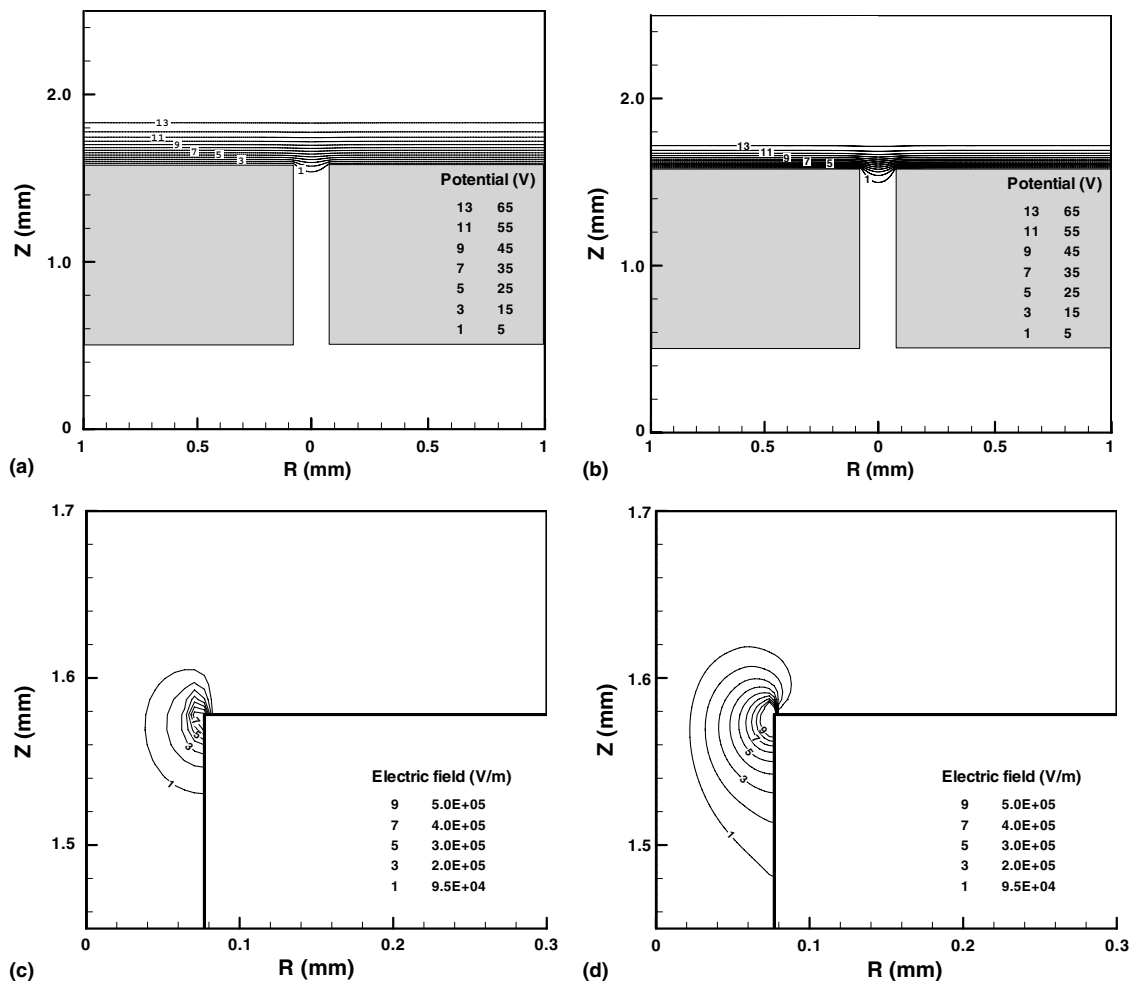 2.0
1.0
0
Z (mm)
13
11
9
7
5
3
1
Potential (V)
13 65
11 55
9 45
7 35
5 25
3 15
1 5
1 0.5 0 0.5 1
R (mm)
(a)
2.0
1.0
0
Z (mm)
13
11
9
7
5
1
Potential (V)
13 65
11 55
9 45
7 35
5 25
3 15
1 5
1 0.5 0 0.5 1
R (mm)
(b)
1.7
1.6
1.5
Z (mm)
7
5
3
1
Electric field (V/m)
9 5.0E+05
7 4.0E+05
5 3.0E+05
3 2.0E+05
1 9.5E+04
0 0.1 0.2 0.3
R (mm)
(c)
1.7
1.6
1.5
Z (mm)
9
7
5
3
1
Electric field (V/m)
9 5.0E+05
7 4.0E+05
5 3.0E+05
3 2.0E+05
1 9.5E+04
0 0.1 0.2 0.3
R (mm)
(d)